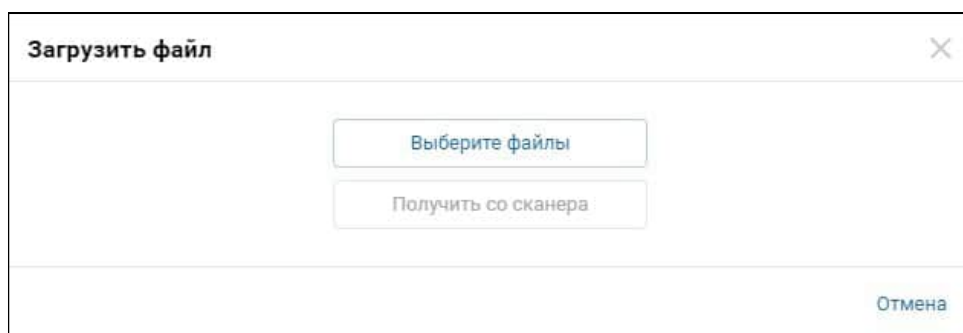 Загрузить файл
Выберите файлы
Получить со сканера
Отмена